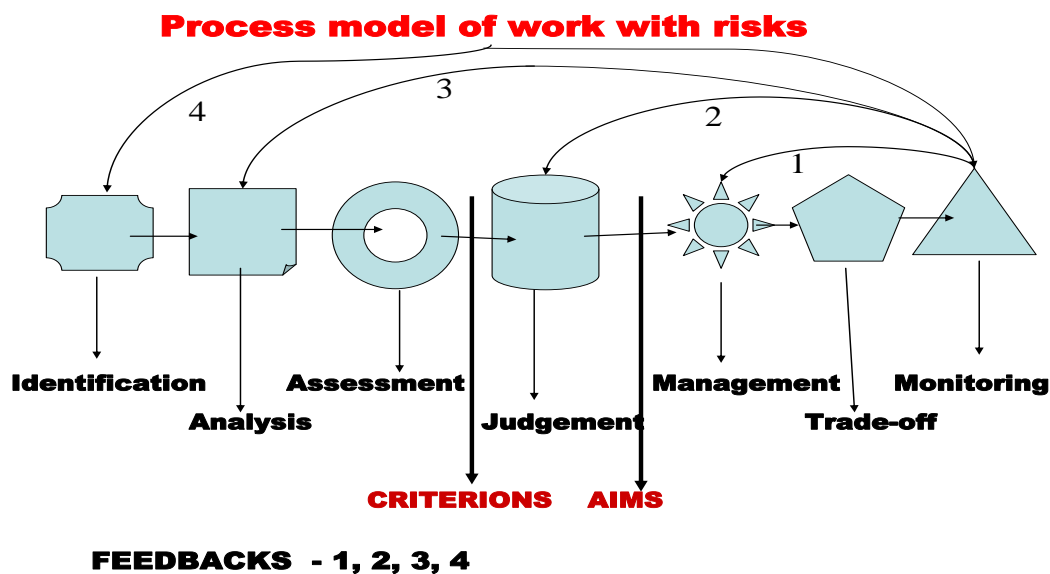 Process model of work with risks
4
3
2
1
Identification
Assessment
Management
Monitoring
Analysis
Judgement
Trade-off
CRITERIONS
AIMS
FEEDBACKS - 1, 2, 3, 4